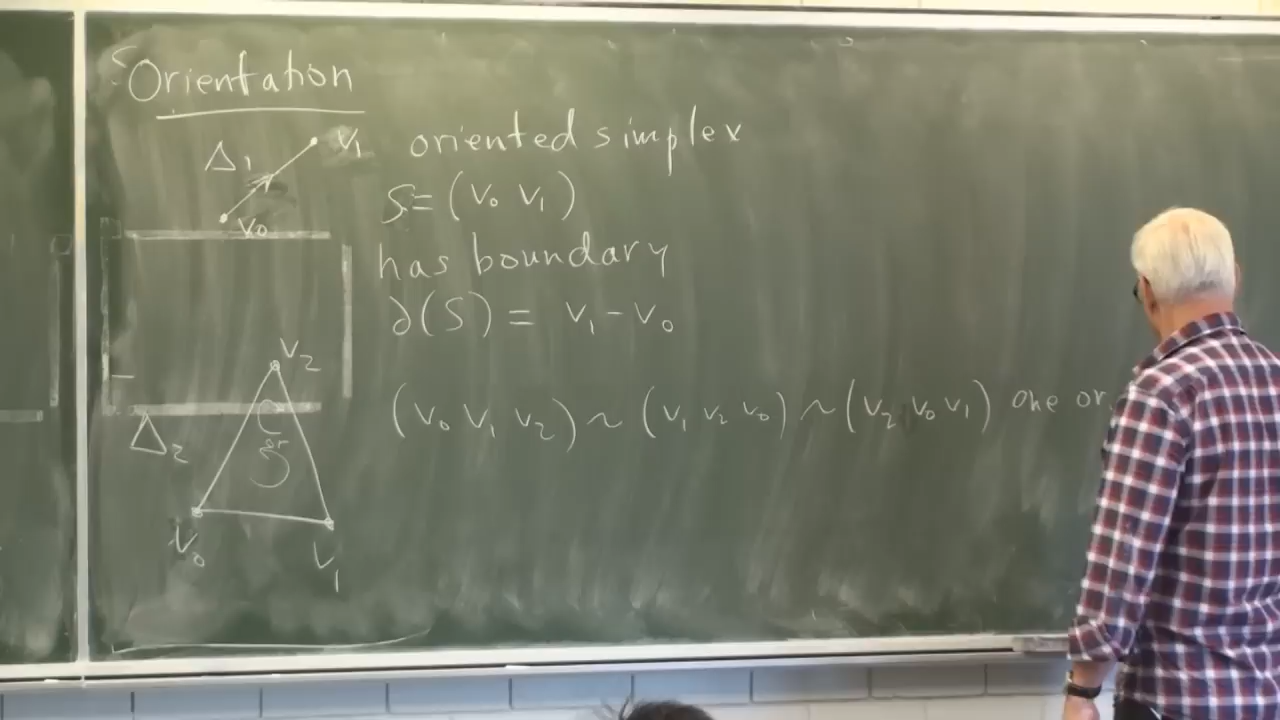 Orientation
Δ₁ v₁
v₀
oriented simplex
S = (v₀ v₁)
has boundary
∂(S) = v₁ - v₀
v₂
Δ₂
or
v₀ v₁
(v₀ v₁ v₂) ~ (v₁ v₂ v₀) ~ (v₂ v₀ v₁) one or